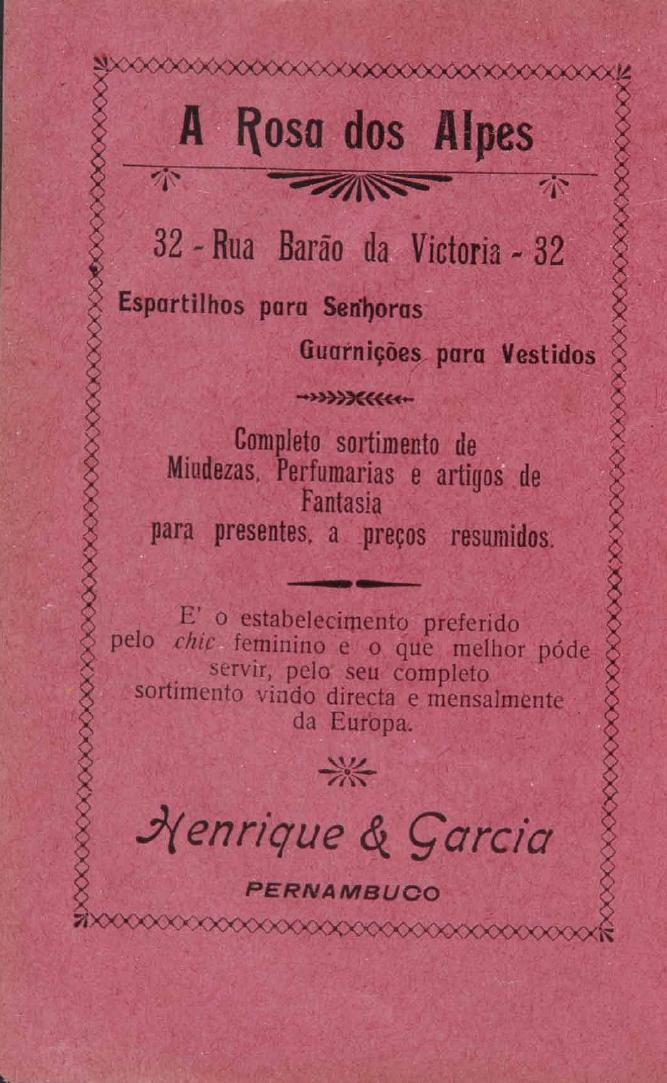 A Rosa dos Alpes
32 - Rua Barão da Victoria - 32
Espartilhos para Senhoras
Guarnições para Vestidos
Completo sortimento de
Miudezas, Perfumarias e artigos de
Fantasia
para presentes, a preços resumidos.
E' o estabelecimento preferido
pelo chic feminino e o que melhor póde
servir, pelo seu completo
sortimento vindo directa e mensalmente
da Europa.
Henrique & Garcia
PERNAMBUCO